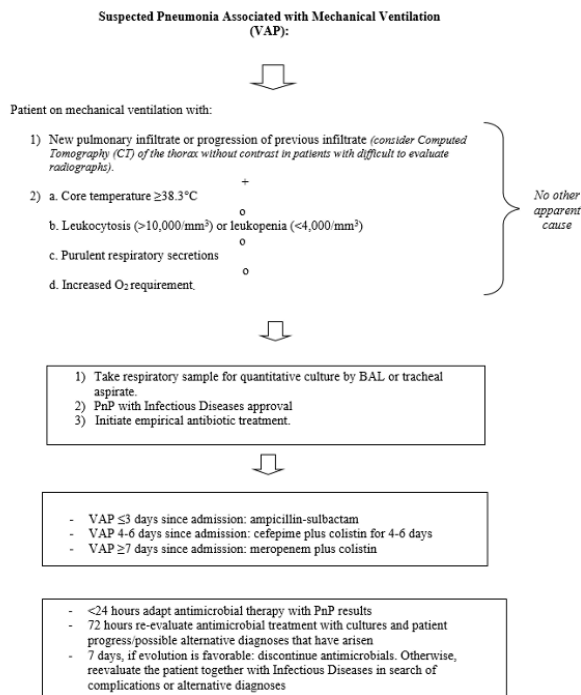 Suspected Pneumonia Associated with Mechanical Ventilation
(VAP):
Patient on mechanical ventilation with:
1) New pulmonary infiltrate or progression of previous infiltrate (consider Computed
Tomography (CT) of the thorax without contrast in patients with difficult to evaluate
radiographs).
+
2) a. Core temperature ≥38.3°C
o
b. Leukocytosis (>10,000/mm³) or leukopenia (<4,000/mm³)
o
c. Purulent respiratory secretions
o
d. Increased O₂ requirement.
No other
apparent
cause
1) Take respiratory sample for quantitative culture by BAL or tracheal
aspirate.
2) PnP with Infectious Diseases approval
3) Initiate empirical antibiotic treatment.
- VAP ≤3 days since admission: ampicillin-sulbactam
- VAP 4-6 days since admission: cefepime plus colistin for 4-6 days
- VAP ≥7 days since admission: meropenem plus colistin
- <24 hours adapt antimicrobial therapy with PnP results
- 72 hours re-evaluate antimicrobial treatment with cultures and patient
progress/possible alternative diagnoses that have arisen
- 7 days, if evolution is favorable: discontinue antimicrobials. Otherwise,
reevaluate the patient together with Infectious Diseases in search of
complications or alternative diagnoses